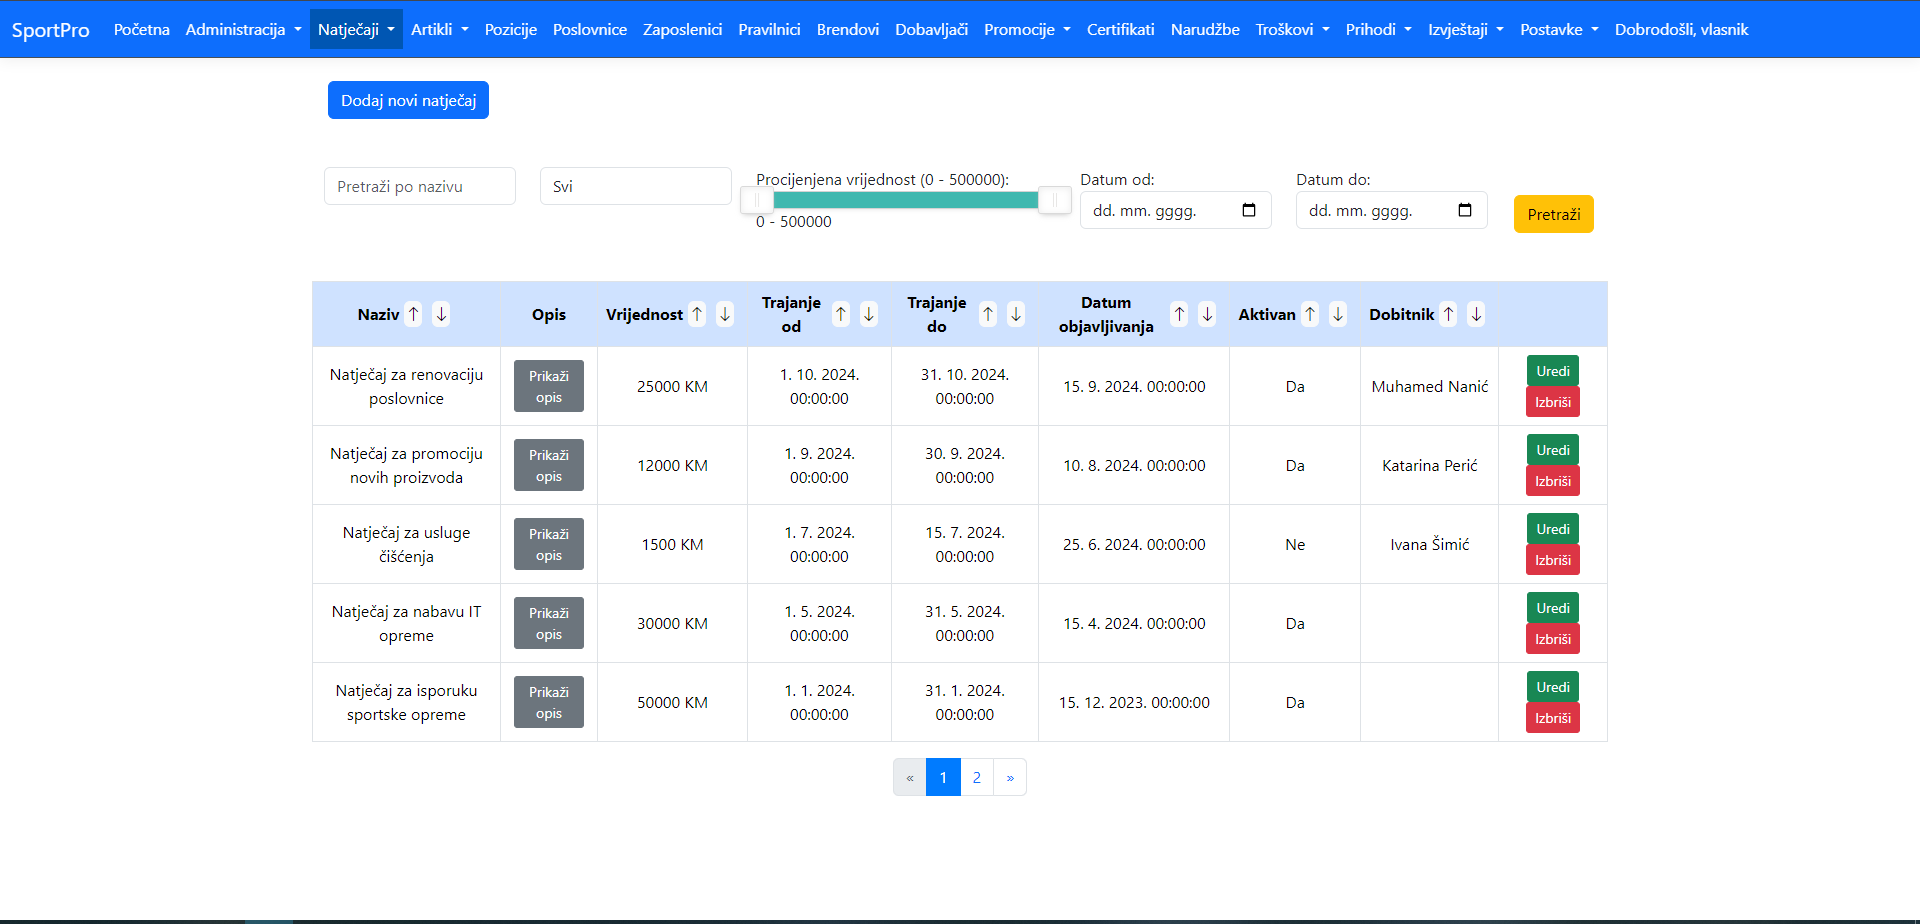 SportPro Početna Administracija Natječaji Artikli Pozicije Poslovnice Zaposlenici Pravilnici Brendovi Dobavljači Promocije Certifikati Narudžbe Troškovi Prihodi Izvještaji Postavke Dobrodošli, vlasnik
Dodaj novi natječaj
Pretraži po nazivu
Svi
Procijenjena vrijednost (0 - 500000):
0 - 500000
Datum od:
dd. mm. gggg.
Datum do:
dd. mm. gggg.
Pretraži
Naziv ↑ ↓ Opis Vrijednost ↑ ↓ Trajanje od ↑ ↓ Trajanje do ↑ ↓ Datum objavljivanja ↑ ↓ Aktivan ↑ ↓ Dobitnik ↑ ↓
Natječaj za renovaciju poslovnice Prikaži opis 25000 KM 1. 10. 2024. 00:00:00 31. 10. 2024. 00:00:00 15. 9. 2024. 00:00:00 Da Muhamed Nanić Uredi Izbriši
Natječaj za promociju novih proizvoda Prikaži opis 12000 KM 1. 9. 2024. 00:00:00 30. 9. 2024. 00:00:00 10. 8. 2024. 00:00:00 Da Katarina Perić Uredi Izbriši
Natječaj za usluge čišćenja Prikaži opis 1500 KM 1. 7. 2024. 00:00:00 15. 7. 2024. 00:00:00 25. 6. 2024. 00:00:00 Ne Ivana Šimić Uredi Izbriši
Natječaj za nabavu IT opreme Prikaži opis 30000 KM 1. 5. 2024. 00:00:00 31. 5. 2024. 00:00:00 15. 4. 2024. 00:00:00 Da Uredi Izbriši
Natječaj za isporuku sportske opreme Prikaži opis 50000 KM 1. 1. 2024. 00:00:00 31. 1. 2024. 00:00:00 15. 12. 2023. 00:00:00 Da Uredi Izbriši
« 1 2 »